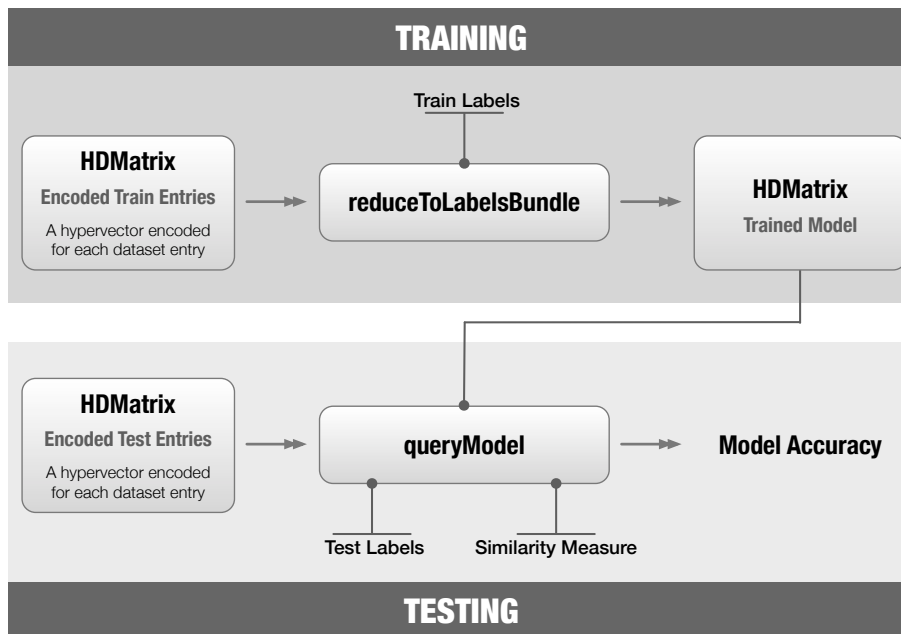 TRAINING
Train Labels
HDMatrix
Encoded Train Entries
A hypervector encoded
for each dataset entry
reduceToLabelsBundle
HDMatrix
Trained Model
HDMatrix
Encoded Test Entries
A hypervector encoded
for each dataset entry
queryModel
Model Accuracy
Test Labels
Similarity Measure
TESTING